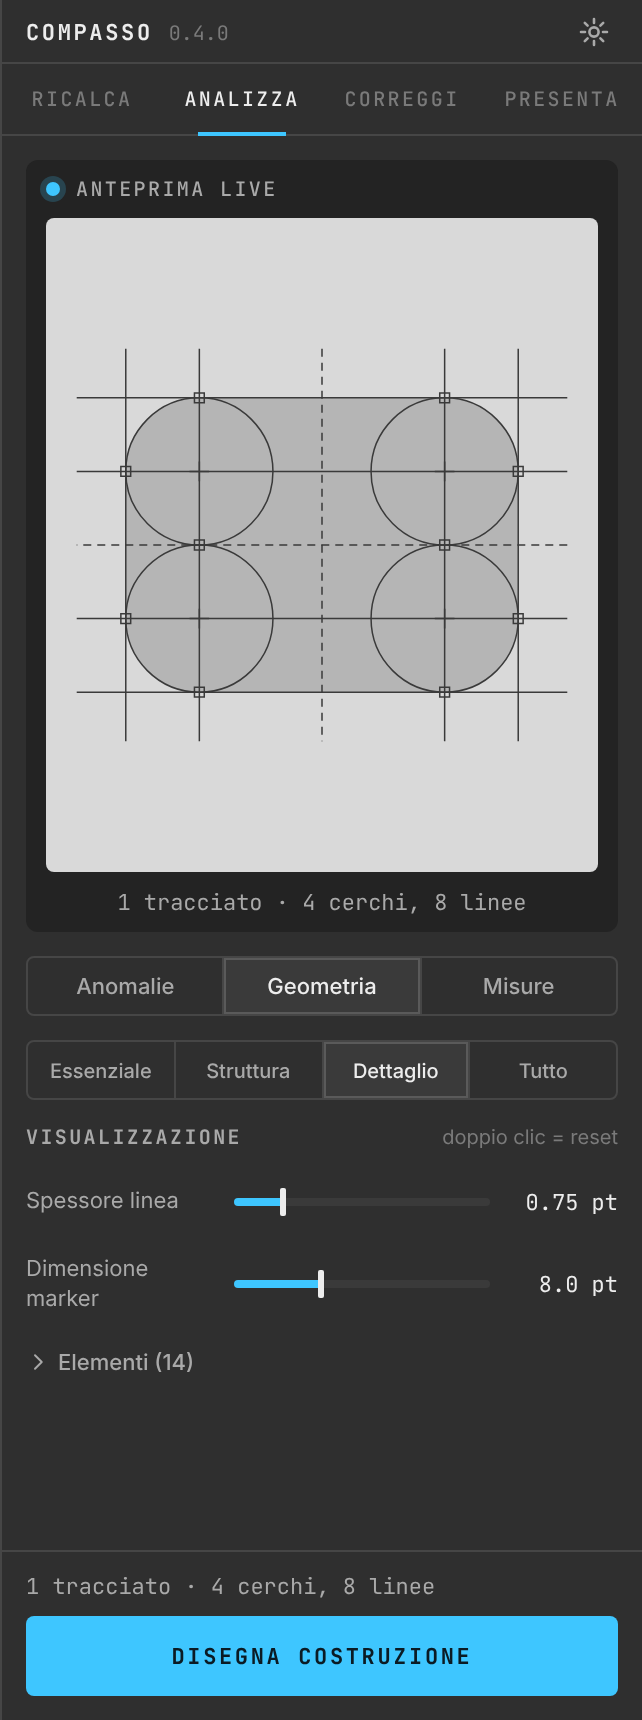 COMPASSO 0.4.0
RICALCA ANALIZZA CORREGGI PRESENTA
ANTEPRIMA LIVE
1 tracciato · 4 cerchi, 8 linee
Anomalie Geometria Misure
Essenziale Struttura Dettaglio Tutto
VISUALIZZAZIONE doppio clic = reset
Spessore linea 0.75 pt
Dimensione
marker 8.0 pt
Elementi (14)
1 tracciato · 4 cerchi, 8 linee
DISEGNA COSTRUZIONE